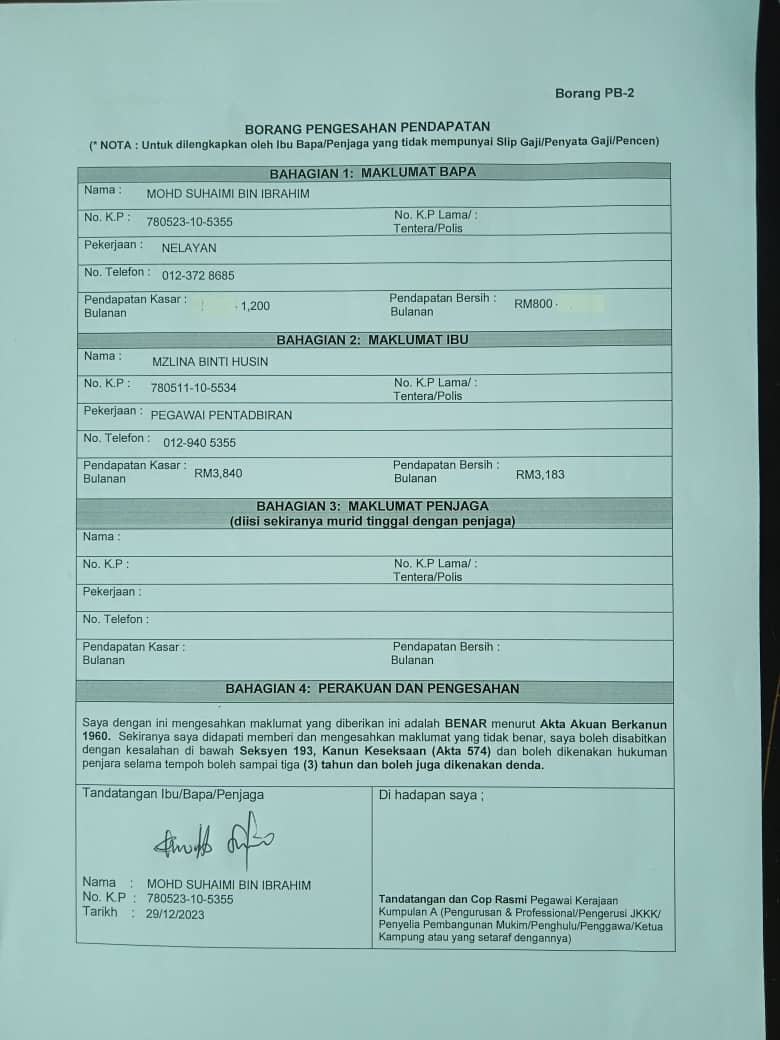 Borang PB-2
BORANG PENGESAHAN PENDAPATAN
(* NOTA : Untuk dilengkapkan oleh Ibu Bapa/Penjaga yang tidak mempunyai Slip Gaji/Penyata Gaji/Pencen)
BAHAGIAN 1: MAKLUMAT BAPA
Nama : MOHD SUHAIMI BIN IBRAHIM
No. K.P : 780523-10-5355 No. K.P Lama/ :
Tentera/Polis
Pekerjaan : NELAYAN
No. Telefon : 012-372 8685
Pendapatan Kasar : 1,200 Pendapatan Bersih : RM800
Bulanan Bulanan
BAHAGIAN 2: MAKLUMAT IBU
Nama : MZLINA BINTI HUSIN
No. K.P : 780511-10-5534 No. K.P Lama/ :
Tentera/Polis
Pekerjaan : PEGAWAI PENTADBIRAN
No. Telefon : 012-940 5355
Pendapatan Kasar : RM3,840 Pendapatan Bersih : RM3,183
Bulanan Bulanan
BAHAGIAN 3: MAKLUMAT PENJAGA
(diisi sekiranya murid tinggal dengan penjaga)
Nama :
No. K.P : No. K.P Lama/ :
Tentera/Polis
Pekerjaan :
No. Telefon :
Pendapatan Kasar : Pendapatan Bersih :
Bulanan Bulanan
BAHAGIAN 4: PERAKUAN DAN PENGESAHAN
Saya dengan ini mengesahkan maklumat yang diberikan ini adalah BENAR menurut Akta Akuan Berkanun
1960. Sekiranya saya didapati memberi dan mengesahkan maklumat yang tidak benar, saya boleh disabitkan
dengan kesalahan di bawah Seksyen 193, Kanun Keseksaan (Akta 574) dan boleh dikenakan hukuman
penjara selama tempoh boleh sampai tiga (3) tahun dan boleh juga dikenakan denda.
Tandatangan Ibu/Bapa/Penjaga
Nama : MOHD SUHAIMI BIN IBRAHIM
No. K.P : 780523-10-5355
Tarikh : 29/12/2023
Di hadapan saya ;
Tandatangan dan Cop Rasmi Pegawai Kerajaan
Kumpulan A (Pengurusan & Professional/Pengerusi JKKK/
Penyelia Pembangunan Mukim/Penghulu/Penggawa/Ketua
Kampung atau yang setaraf dengannya)